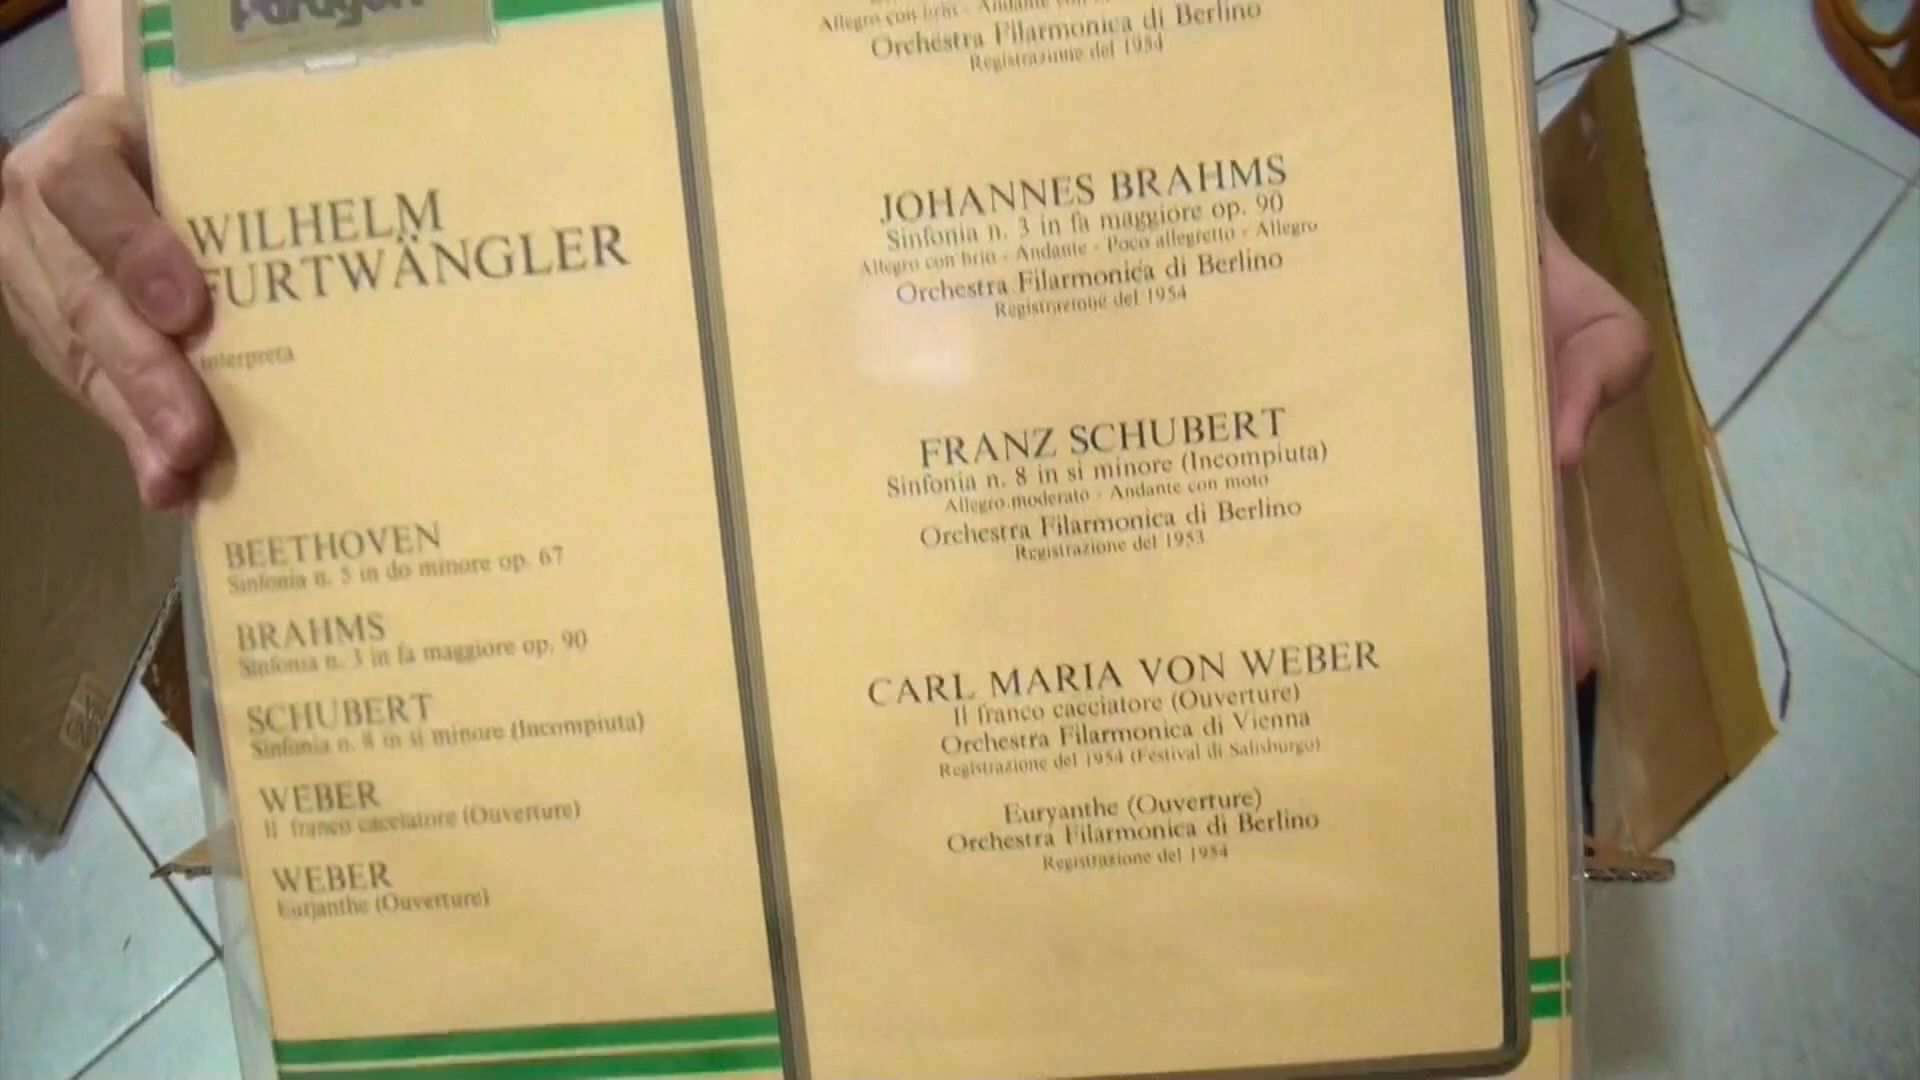 Paragon
WILHELM
FURTWÄNGLER
interpreta
BEETHOVEN
Sinfonia n. 5 in do minore op. 67
BRAHMS
Sinfonia n. 3 in fa maggiore op. 90
SCHUBERT
Sinfonia n. 8 in si minore (Incompiuta)
WEBER
Il franco cacciatore (Ouverture)
WEBER
Eurjanthe (Ouverture)
Allegro con brio - Andante con
Orchestra Filarmonica di Berlino
Registrazione del 1954
JOHANNES BRAHMS
Sinfonia n. 3 in fa maggiore op. 90
Allegro con brio - Andante - Poco allegretto - Allegro
Orchestra Filarmonica di Berlino
Registrazione del 1954
FRANZ SCHUBERT
Sinfonia n. 8 in si minore (Incompiuta)
Allegro moderato - Andante con moto
Orchestra Filarmonica di Berlino
Registrazione del 1953
CARL MARIA VON WEBER
Il franco cacciatore (Ouverture)
Orchestra Filarmonica di Vienna
Registrazione del 1954 (Festival di Salisburgo)
Euryanthe (Ouverture)
Orchestra Filarmonica di Berlino
Registrazione del 1954